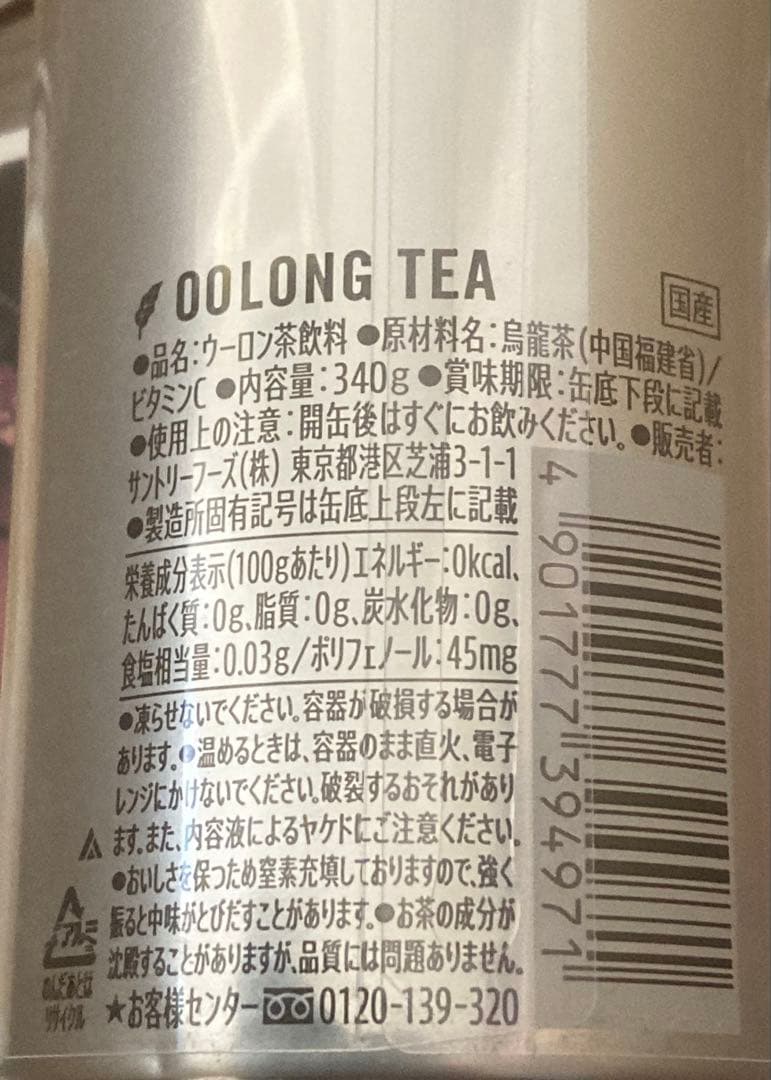 OOLONG TEA
国産
●品名:ウーロン茶飲料 ●原材料名:烏龍茶(中国福建省)/
ビタミンC ●内容量:340g ●賞味期限:缶底下段に記載
●使用上の注意:開缶後はすぐにお飲みください。●販売者:
サントリーフーズ(株) 東京都港区芝浦3-1-1
●製造所固有記号は缶底上段左に記載
栄養成分表示(100gあたり)エネルギー:0kcal、
たんぱく質:0g、脂質:0g、炭水化物:0g、
食塩相当量:0.03g/ポリフェノール:45mg
●凍らせないでください。容器が破損する場合が
あります。●温めるときは、容器のまま直火、電子
レンジにかけないでください。破裂するおそれがあり
ます。また、内容液によるヤケドにご注意ください。
●おいしさを保つため窒素充填しておりますので、強く
振ると中味がとびだすことがあります。●お茶の成分が
沈殿することがありますが、品質には問題ありません。
★お客様センター 0120-139-320
アルミ
のんだあとは
リサイクル
4 901777 394971